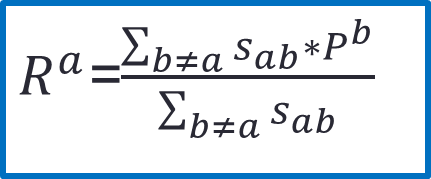 R^a = \frac{\sum_{b \neq a} s_{ab} * P^b}{\sum_{b \neq a} s_{ab}}